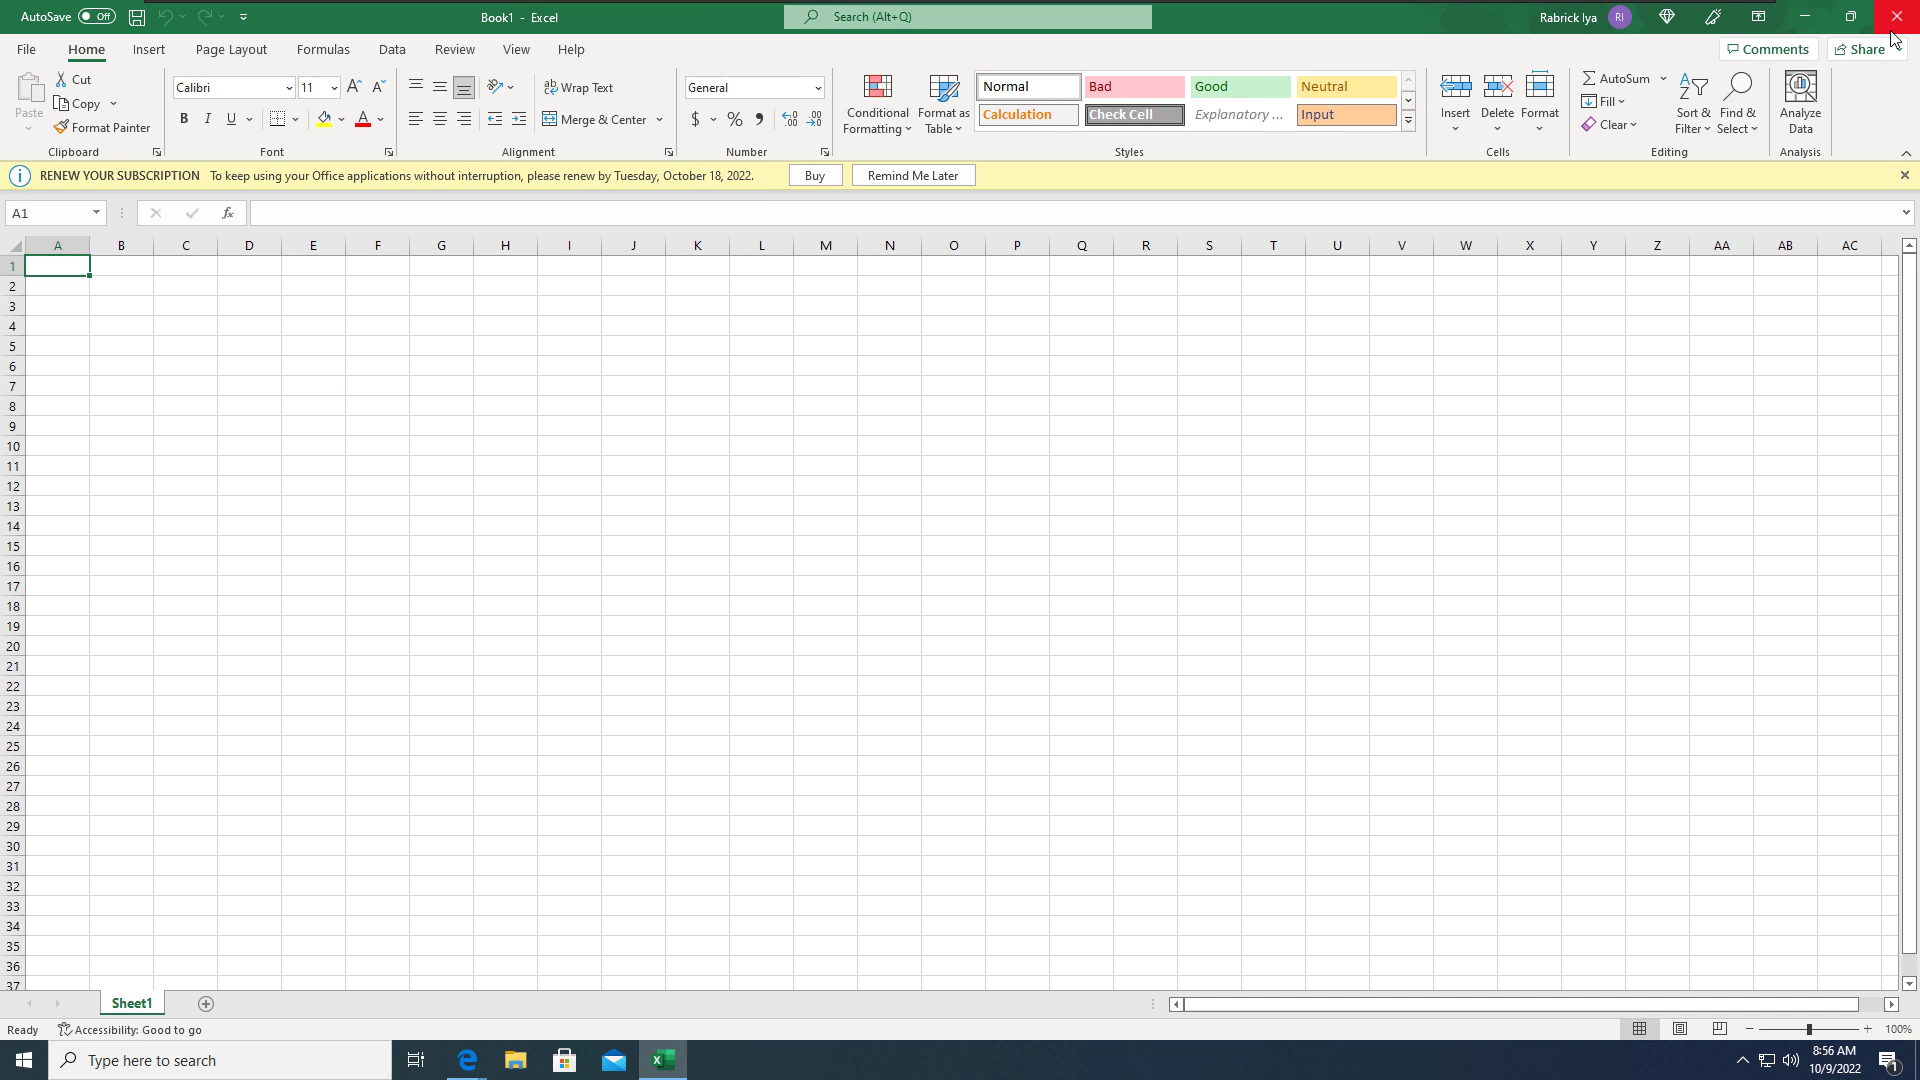 AutoSave Off Book1 - Excel Search (Alt+Q) Rabrick Iya RI
File Home Insert Page Layout Formulas Data Review View Help Comments Share
Paste Cut Copy Format Painter
Clipboard
Calibri 11
B I U A
Font
Wrap Text
Merge & Center
Alignment
General
$ % 9
Number
Conditional Formatting
Format as Table
Normal Bad Good Neutral
Calculation Check Cell Explanatory ... Input
Styles
Insert Delete Format
Cells
AutoSum
Fill
Clear
Sort & Filter
Find & Select
Editing
Analyze Data
Analysis
RENEW YOUR SUBSCRIPTION To keep using your Office applications without interruption, please renew by Tuesday, October 18, 2022. Buy Remind Me Later
A1 fx
A B C D E F G H I J K L M N O P Q R S T U V W X Y Z AA AB AC
1
2
3
4
5
6
7
8
9
10
11
12
13
14
15
16
17
18
19
20
21
22
23
24
25
26
27
28
29
30
31
32
33
34
35
36
37
Sheet1
Ready Accessibility: Good to go 100%
Type here to search 8:56 AM
10/9/2022 1